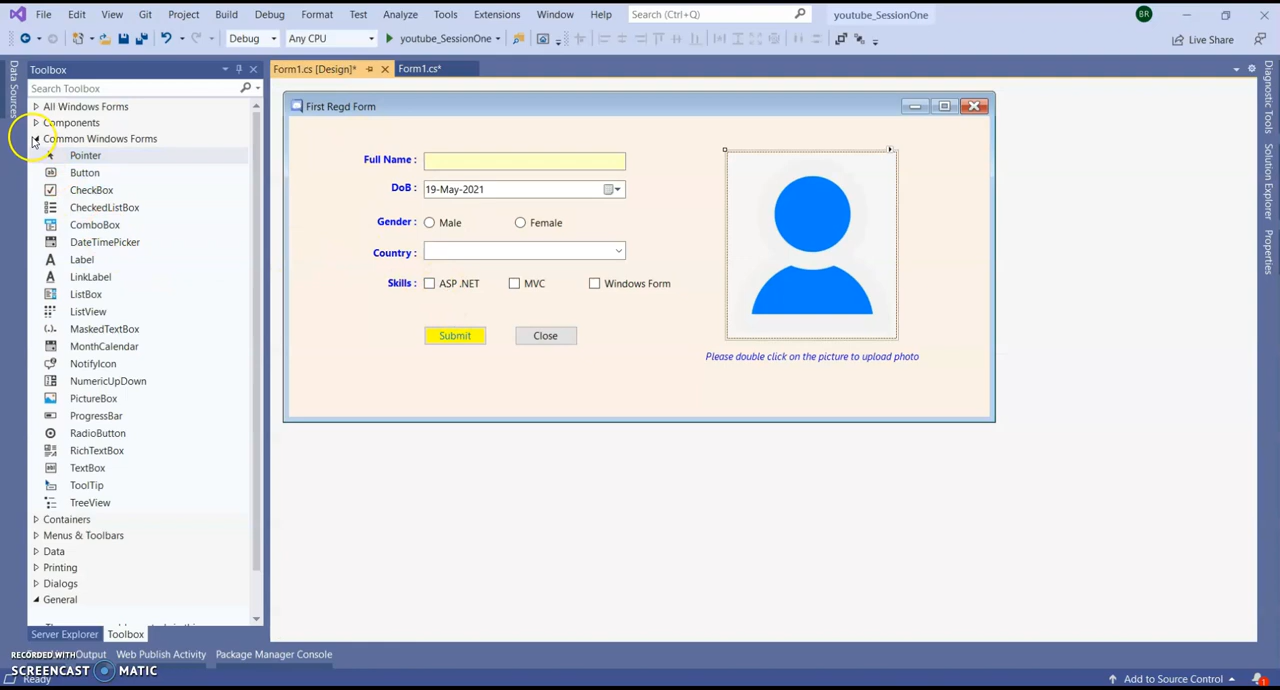 File Edit View Git Project Build Debug Format Test Analyze Tools Extensions Window Help Search (Ctrl+Q) youtube_SessionOne BR
Debug Any CPU youtube_SessionOne Live Share
Toolbox Form1.cs [Design]* Form1.cs*
Data Sources
Search Toolbox
All Windows Forms
Components
Common Windows Forms
Pointer
Button
CheckBox
CheckedListBox
ComboBox
DateTimePicker
Label
LinkLabel
ListBox
ListView
MaskedTextBox
MonthCalendar
NotifyIcon
NumericUpDown
PictureBox
ProgressBar
RadioButton
RichTextBox
TextBox
ToolTip
TreeView
Containers
Menus & Toolbars
Data
Printing
Dialogs
General
Server Explorer Toolbox
First Regd Form
Full Name :
DoB : 19-May-2021
Gender : Male Female
Country :
Skills : ASP .NET MVC Windows Form
Submit Close
Please double click on the picture to upload photo
Diagnostic Tools
Solution Explorer
Properties
Output Web Publish Activity Package Manager Console
RECORDED WITH
SCREENCAST MATIC
Ready Add to Source Control 1